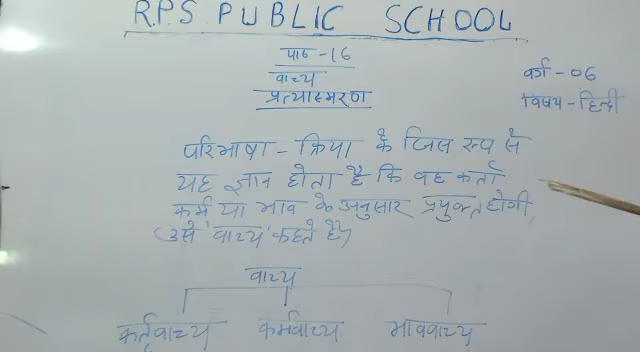 R.P.S PUBLIC SCHOOL
पाठ -16
वाच्य
वर्ग -06
प्रत्यास्मरण
विषय - हिन्दी
परिभाषा - क्रिया के जिस रूप से
यह ज्ञान होता है कि वह कर्ता
कर्म या भाव के अनुसार प्रयुक्त होगी,
उसे 'वाच्य' कहते है)
वाच्य
कर्तृवाच्य कर्मवाच्य भाववाच्य